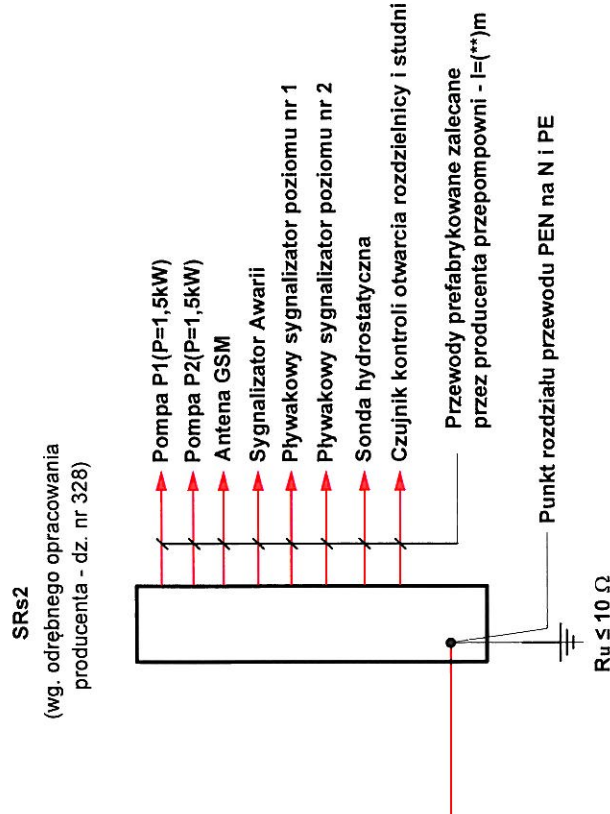 SRs2
(wg. odrębnego opracowania
producenta - dz. nr 328)
Pompa P1(P=1,5kW)
Pompa P2(P=1,5kW)
Antena GSM
Sygnalizator Awarii
Pływakowy sygnalizator poziomu nr 1
Pływakowy sygnalizator poziomu nr 2
Sonda hydrostatyczna
Czujnik kontroli otwarcia rozdzielnicy i studni
Przewody prefabrykowane zalecane
przez producenta przepompowni - l=(**)m
Punkt rozdziału przewodu PEN na N i PE
Ru ≤ 10 Ω